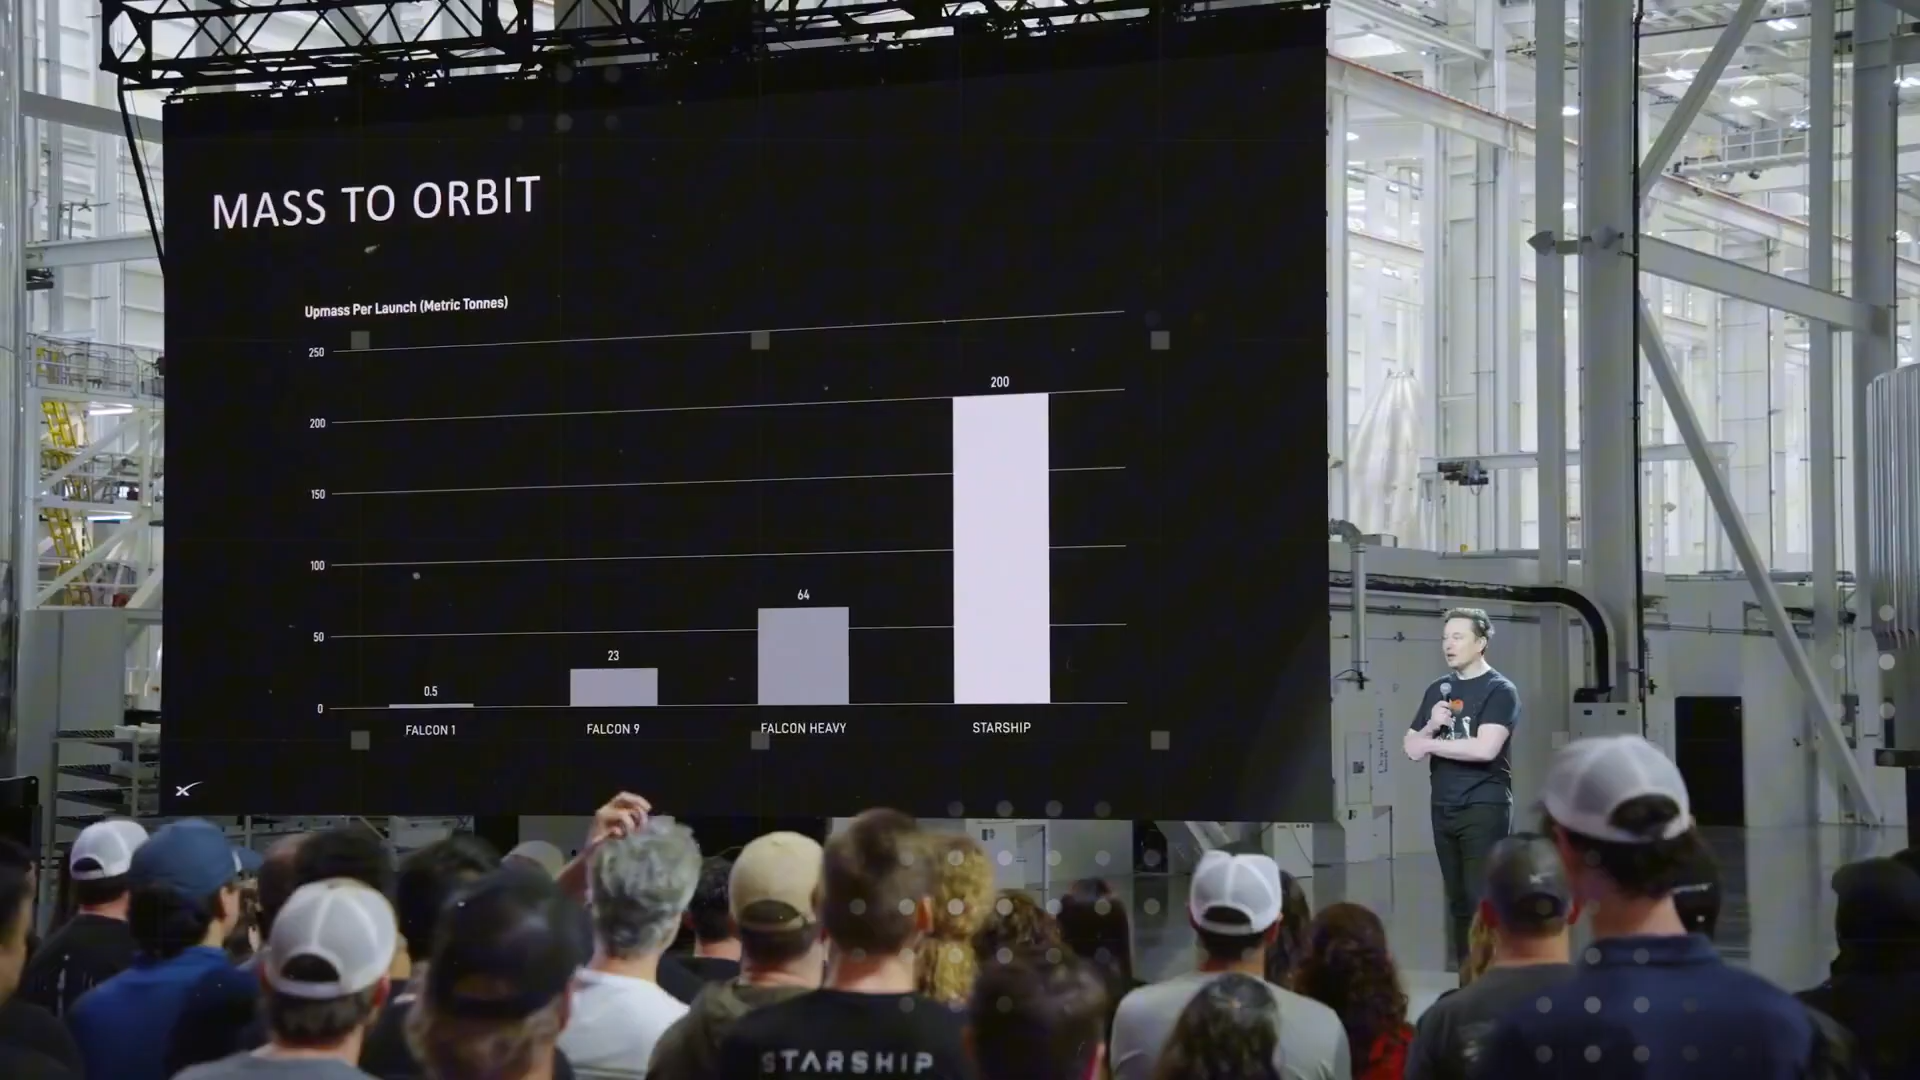 MASS TO ORBIT
Upmass Per Launch (Metric Tonnes)
250
200
200
150
100
64
50
23
0.5
0
FALCON 1
FALCON 9
FALCON HEAVY
STARSHIP
STARSHIP